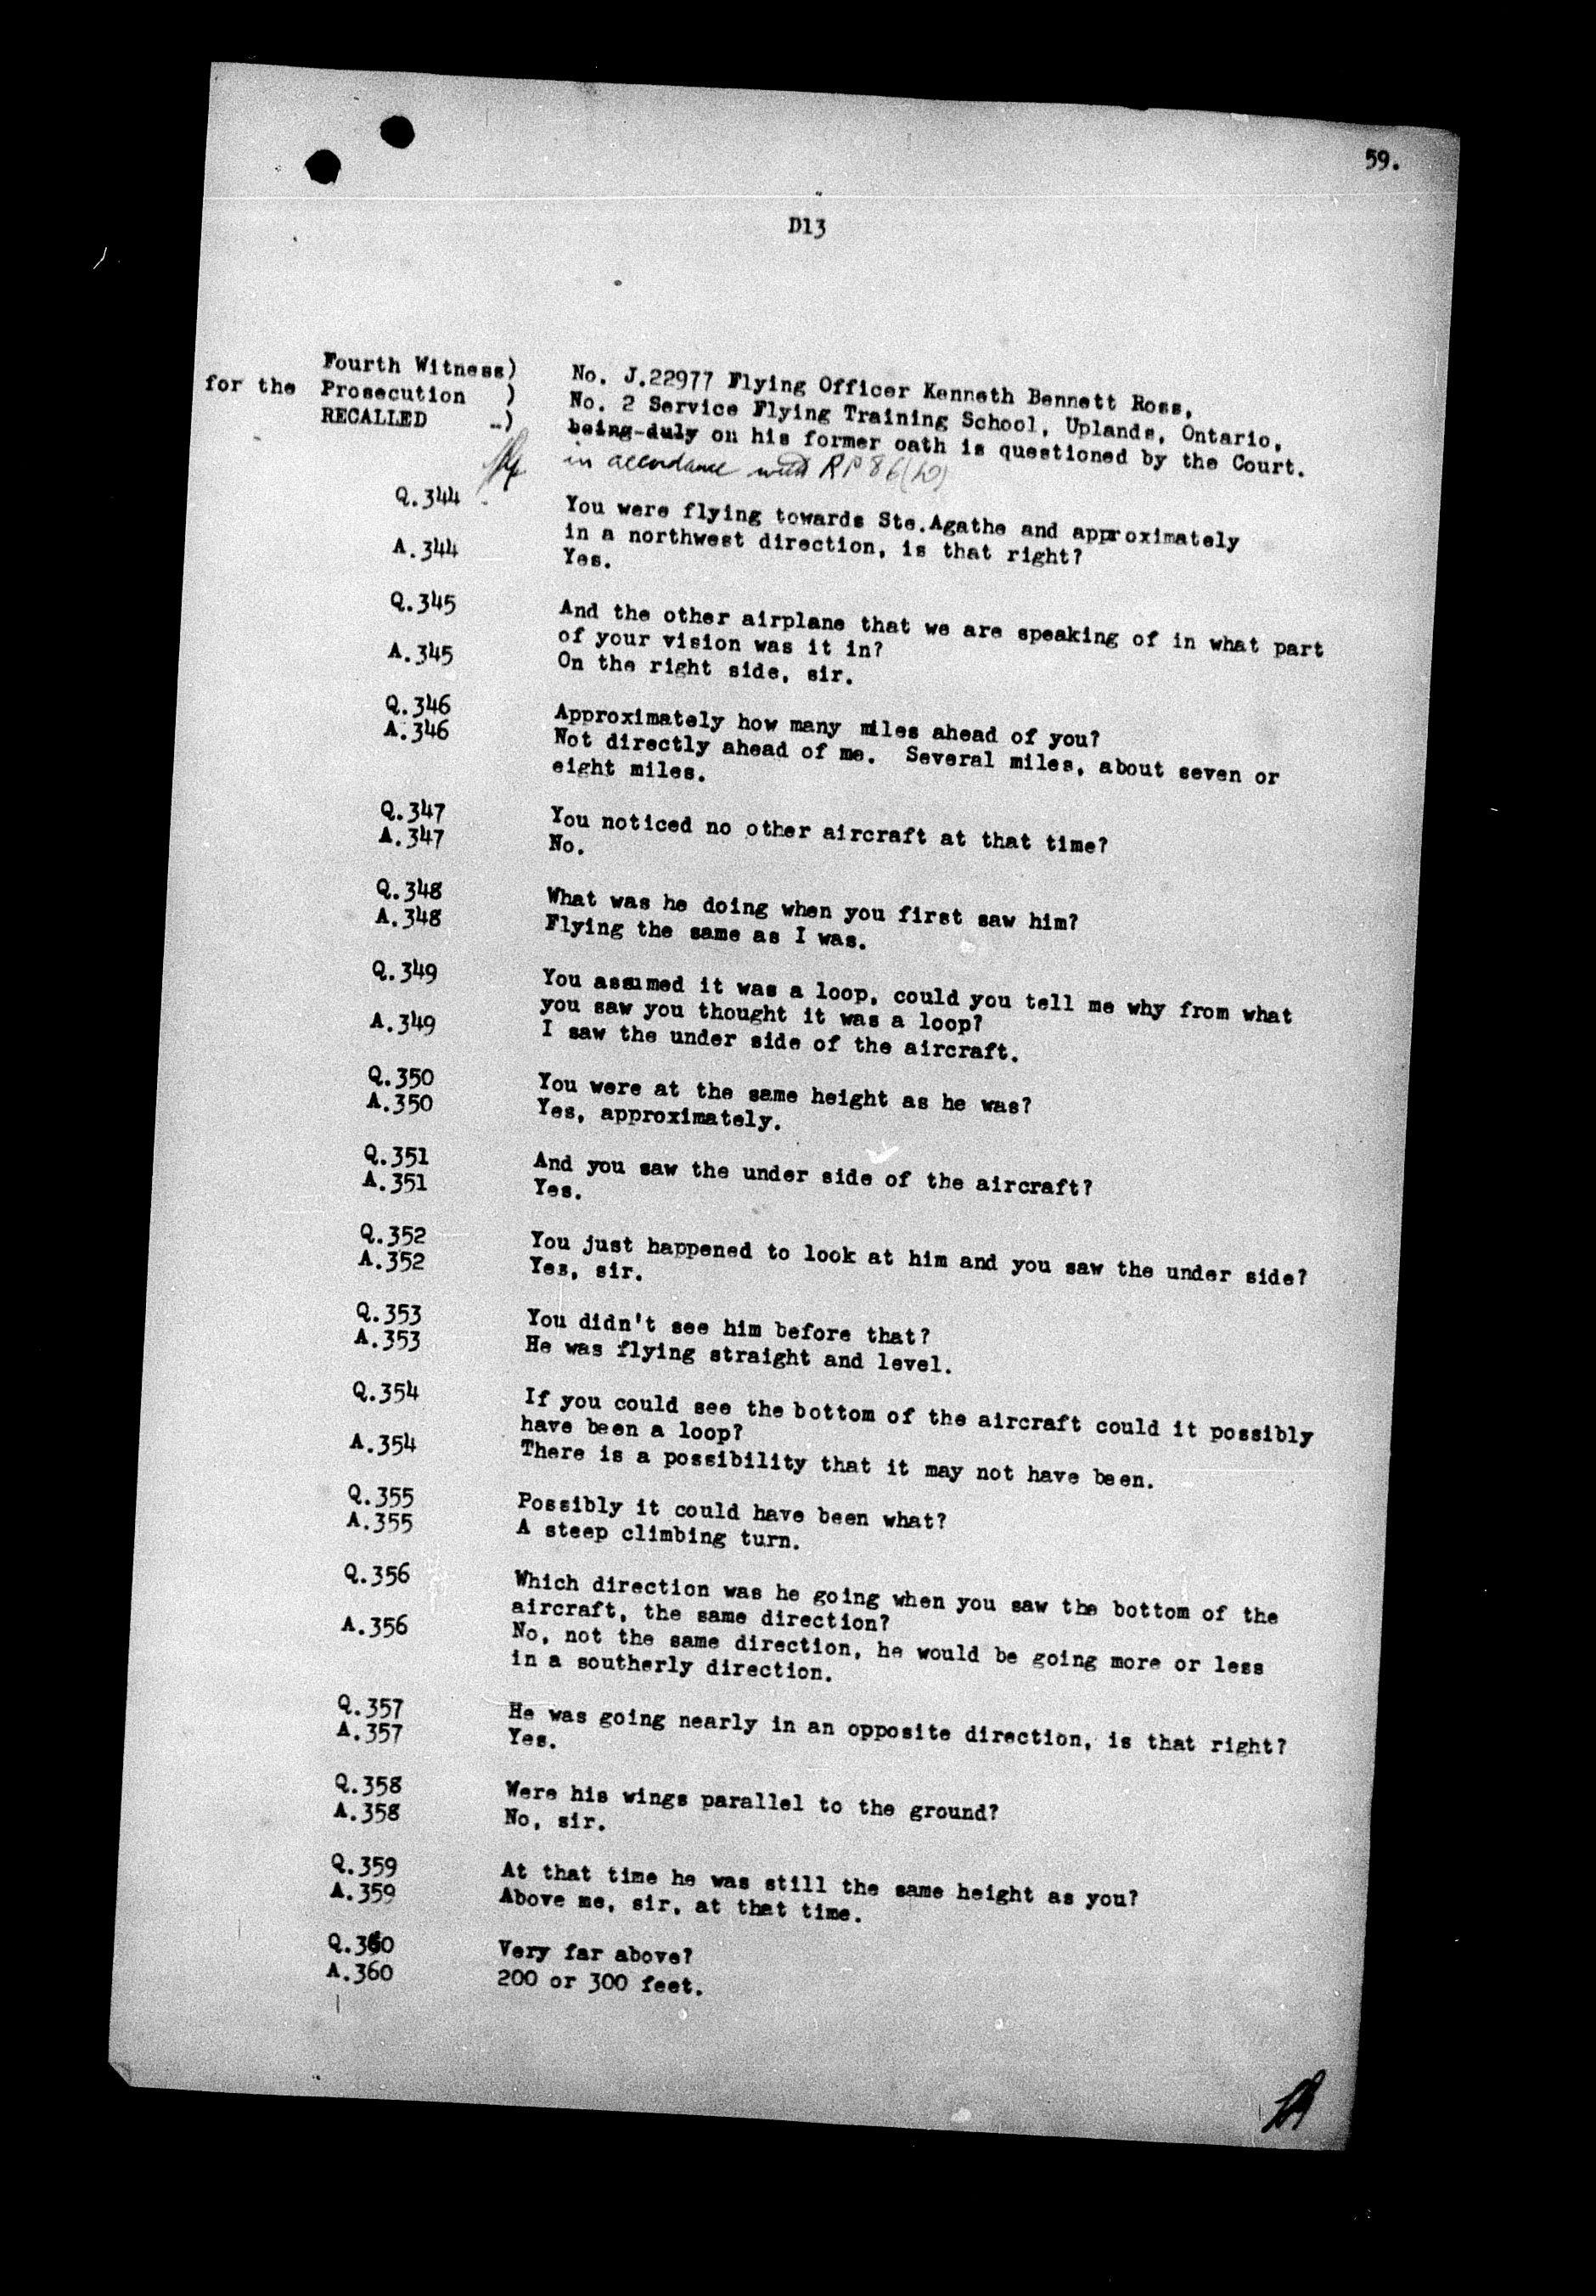 59.
D13
Fourth Witness)
for the Prosecution )
RECALLED ..)
No. J.22977 Flying Officer Kenneth Bennett Ross,
No. 2 Service Flying Training School, Uplands, Ontario,
being-duly on his former oath is questioned by the Court.
in accordance with RP 86(D)
Q.344 You were flying towards Ste.Agathe and approximately
in a northwest direction, is that right?
A.344 Yes.
Q.345 And the other airplane that we are speaking of in what part
of your vision was it in?
A.345 On the right side, sir.
Q.346 Approximately how many miles ahead of you?
A.346 Not directly ahead of me. Several miles, about seven or
eight miles.
Q.347 You noticed no other aircraft at that time?
A.347 No.
Q.348 What was he doing when you first saw him?
A.348 Flying the same as I was.
Q.349 You assumed it was a loop, could you tell me why from what
you saw you thought it was a loop?
A.349 I saw the under side of the aircraft.
Q.350 You were at the same height as he was?
A.350 Yes, approximately.
Q.351 And you saw the under side of the aircraft?
A.351 Yes.
Q.352 You just happened to look at him and you saw the under side?
A.352 Yes, sir.
Q.353 You didn't see him before that?
A.353 He was flying straight and level.
Q.354 If you could see the bottom of the aircraft could it possibly
have been a loop?
A.354 There is a possibility that it may not have been.
Q.355 Possibly it could have been what?
A.355 A steep climbing turn.
Q.356 Which direction was he going when you saw the bottom of the
aircraft, the same direction?
A.356 No, not the same direction, he would be going more or less
in a southerly direction.
Q.357 He was going nearly in an opposite direction, is that right?
A.357 Yes.
Q.358 Were his wings parallel to the ground?
A.358 No, sir.
Q.359 At that time he was still the same height as you?
A.359 Above me, sir, at that time.
Q.360 Very far above?
A.360 200 or 300 feet.